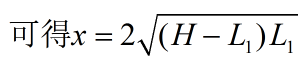 可得x = 2√((H − L₁)L₁)